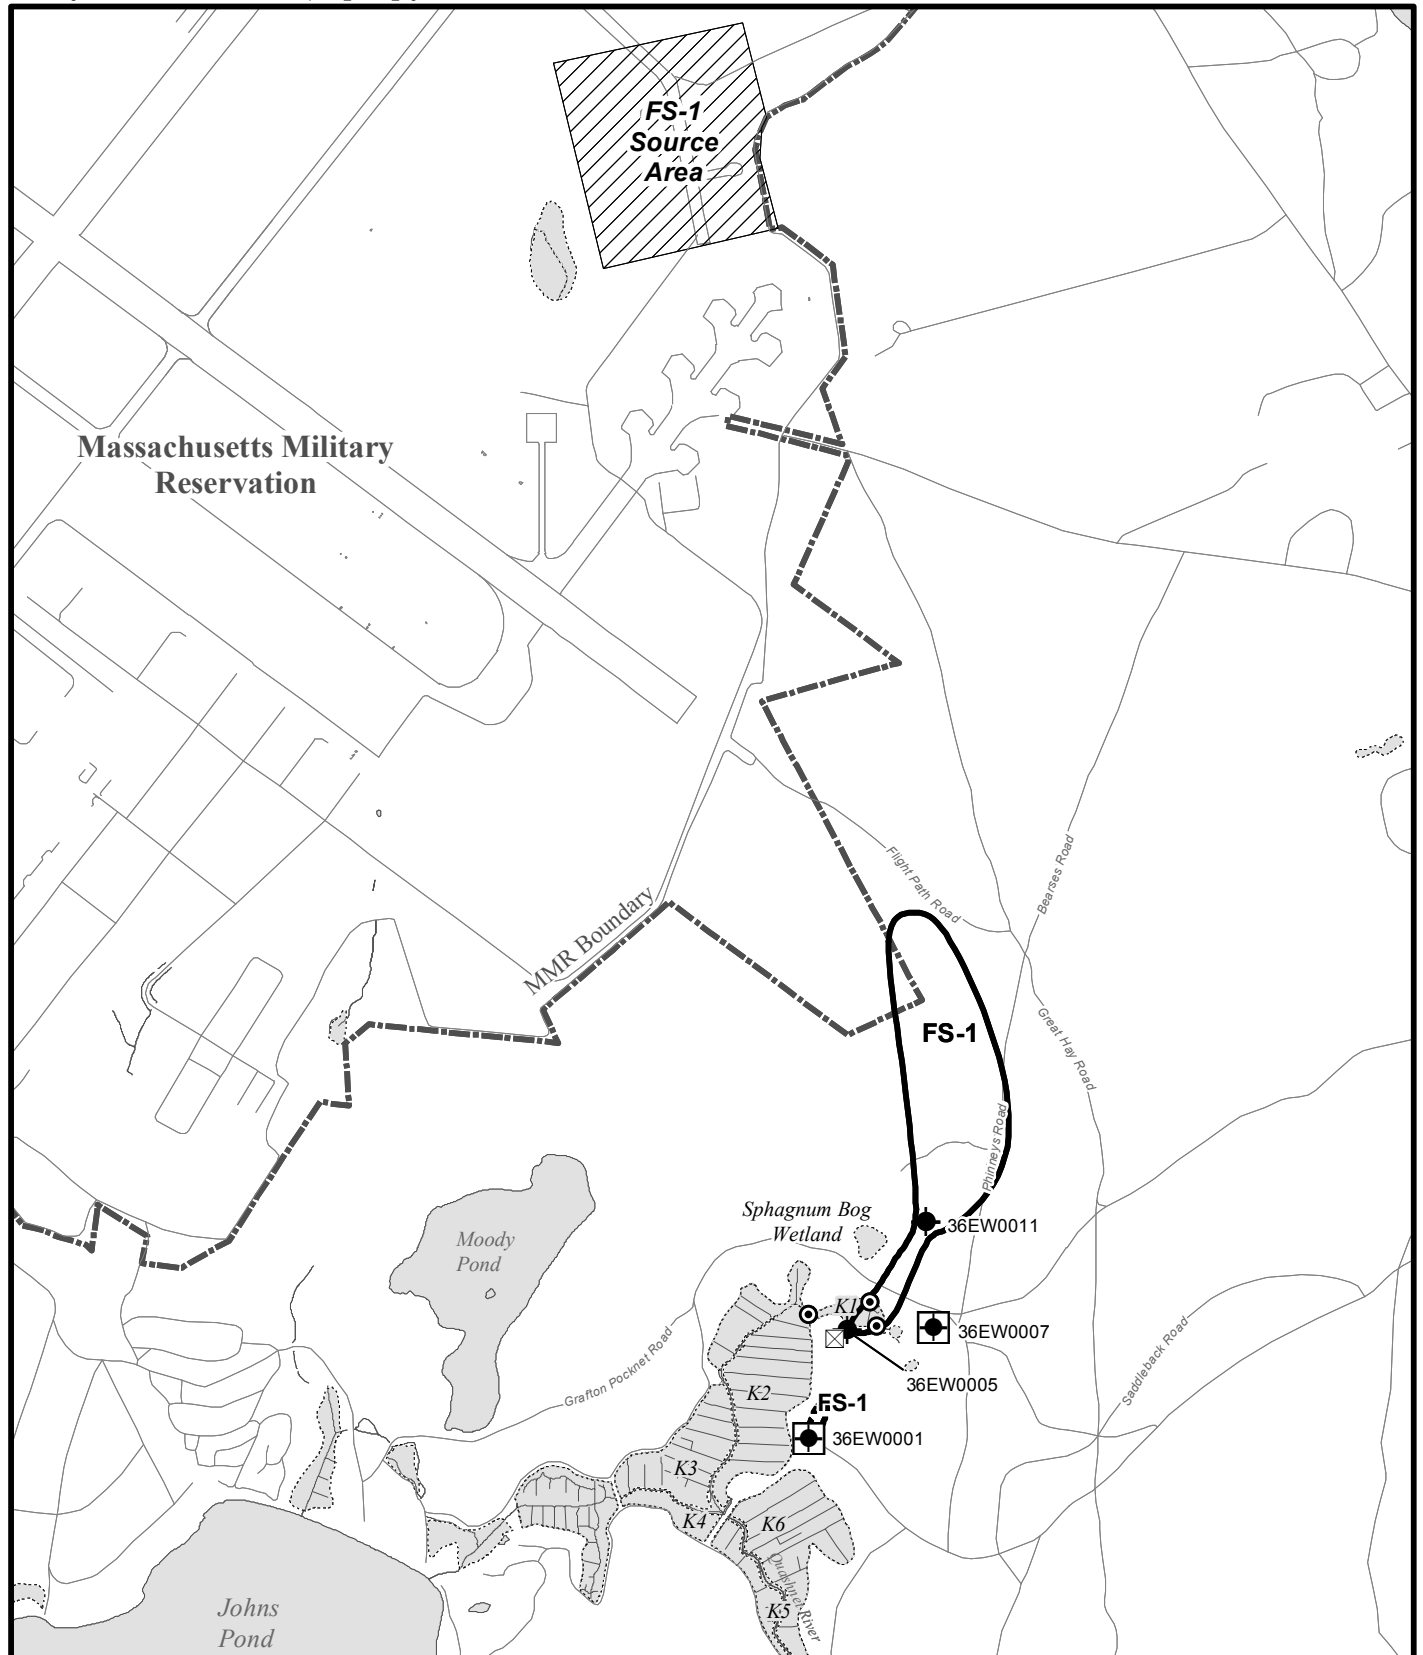 FS-1
Source
Area
Massachusetts Military
Reservation
Flight Path Road
Bearses Road
MMR Boundary
Great Hay Road
FS-1
Phinneys Road
Sphagnum Bog
Wetland
36EW0011
Moody
Pond
K1
36EW0007
Saddleback Road
Grafton Pocknet Road
36EW0005
K2
FS-1
36EW0001
K3
K4
K6
Quashnet River
K5
Johns
Pond